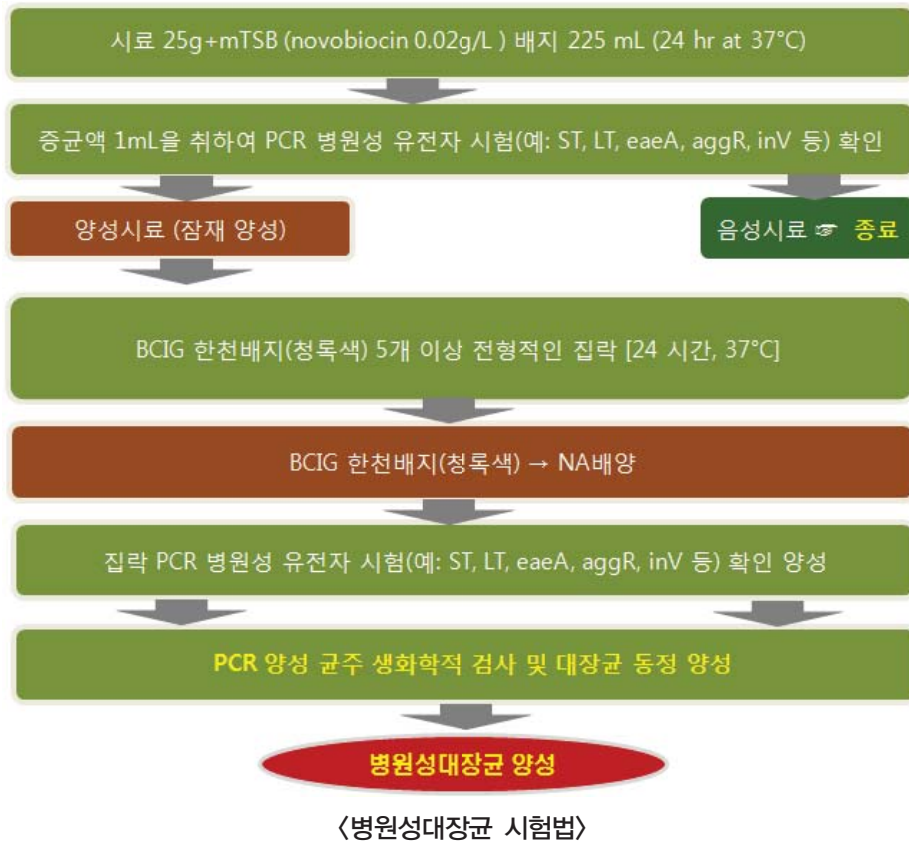 시료 25g+mTSB (novobiocin 0.02g/L ) 배지 225 mL (24 hr at 37°C)
증균액 1mL을 취하여 PCR 병원성 유전자 시험(예: ST, LT, eaeA, aggR, inV 등) 확인
양성시료 (잠재 양성)
음성시료 ☞ 종료
BCIG 한천배지(청록색) 5개 이상 전형적인 집락 [24 시간, 37°C]
BCIG 한천배지(청록색) → NA배양
집락 PCR 병원성 유전자 시험(예: ST, LT, eaeA, aggR, inV 등) 확인 양성
PCR 양성 균주 생화학적 검사 및 대장균 동정 양성
병원성대장균 양성
〈병원성대장균 시험법〉